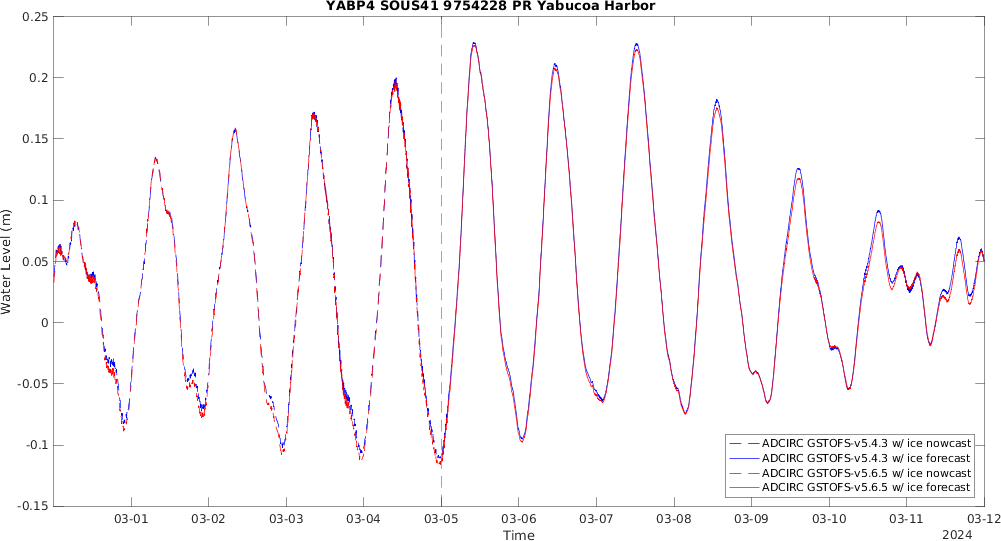 YABP4 SOUS41 9754228 PR Yabucoa Harbor
0.25
0.2
0.15
0.1
0.05
0
-0.05
-0.1
-0.15
Water Level (m)
ADCIRC GSTOFS-v5.4.3 w/ ice nowcast
ADCIRC GSTOFS-v5.4.3 w/ ice forecast
ADCIRC GSTOFS-v5.6.5 w/ ice nowcast
ADCIRC GSTOFS-v5.6.5 w/ ice forecast
03-01 03-02 03-03 03-04 03-05 03-06 03-07 03-08 03-09 03-10 03-11 03-12
Time
2024